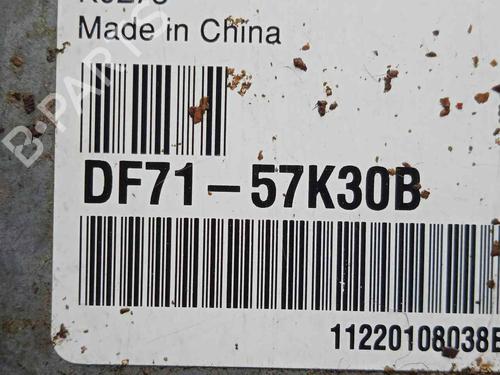 Made in China
DF71-57K30B
11220108038E
B-PARTS